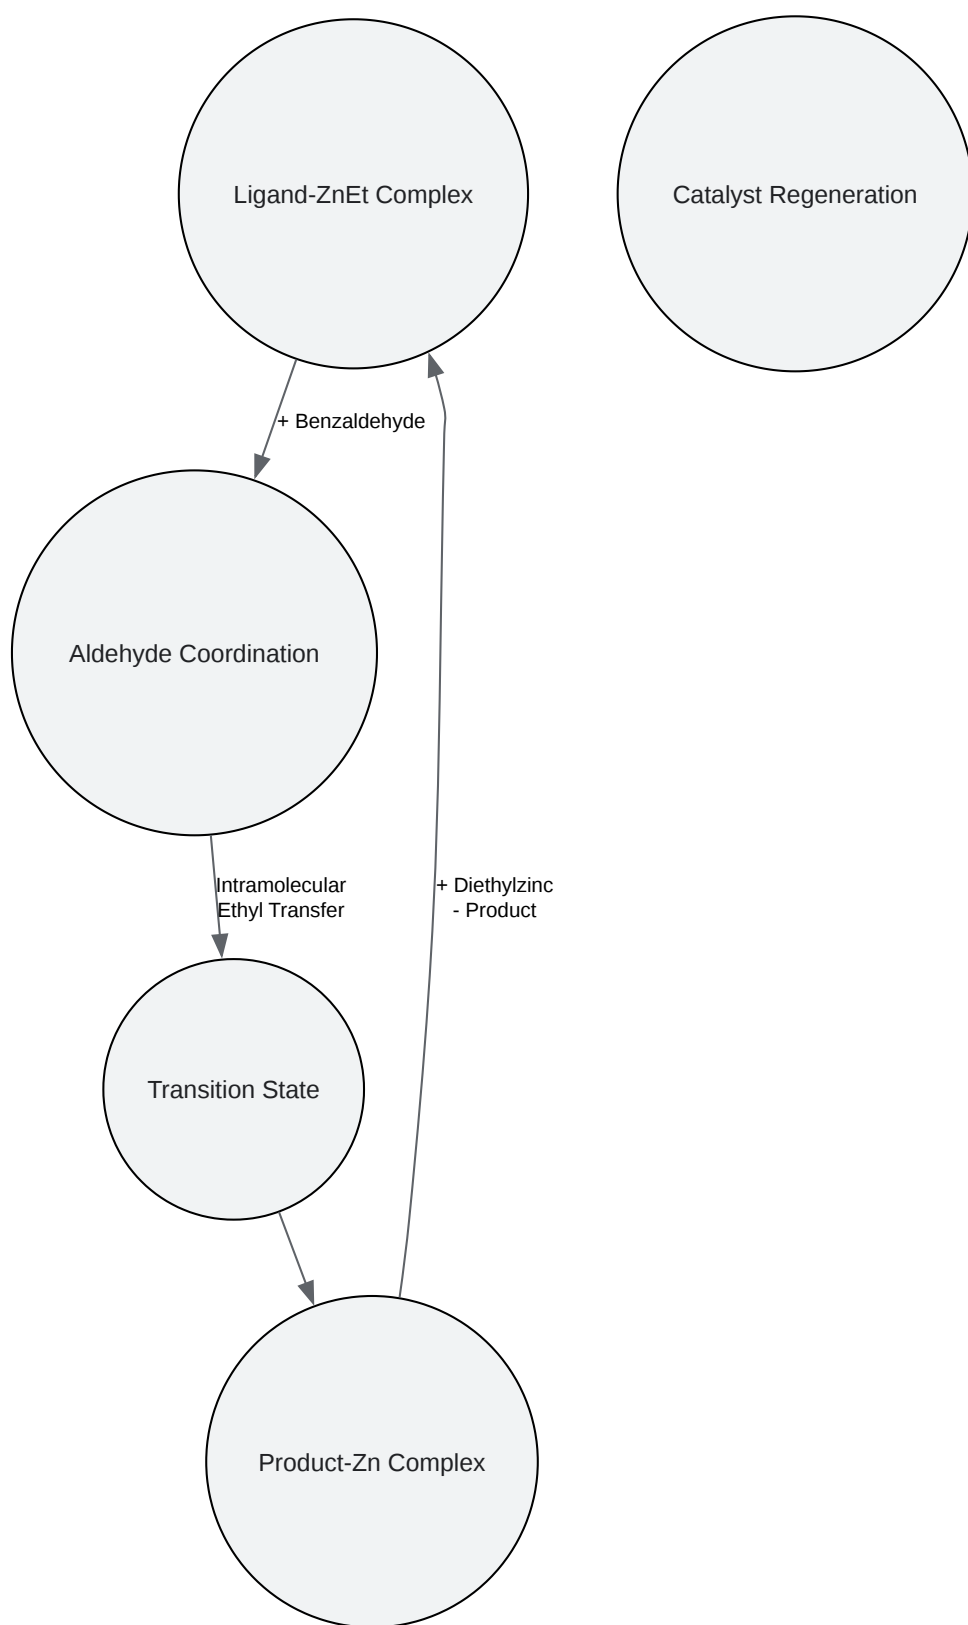 Ligand-ZnEt Complex
Catalyst Regeneration
+ Benzaldehyde
Aldehyde Coordination
Intramolecular
Ethyl Transfer
+ Diethylzinc
- Product
Transition State
Product-Zn Complex